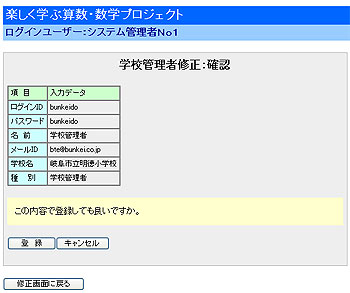 楽しく学ぶ算数・数学プロジェクト
ログインユーザー：システム管理者No1
学校管理者修正：確認
項 目 入力データ
ログインID bunkeido
パスワード bunkeido
名 前 学校管理者
メールID bte@bunkei.co.jp
学校名 岐阜市立明徳小学校
種 別 学校管理者
この内容で登録しても良いですか。
登 録 キャンセル
修正画面に戻る